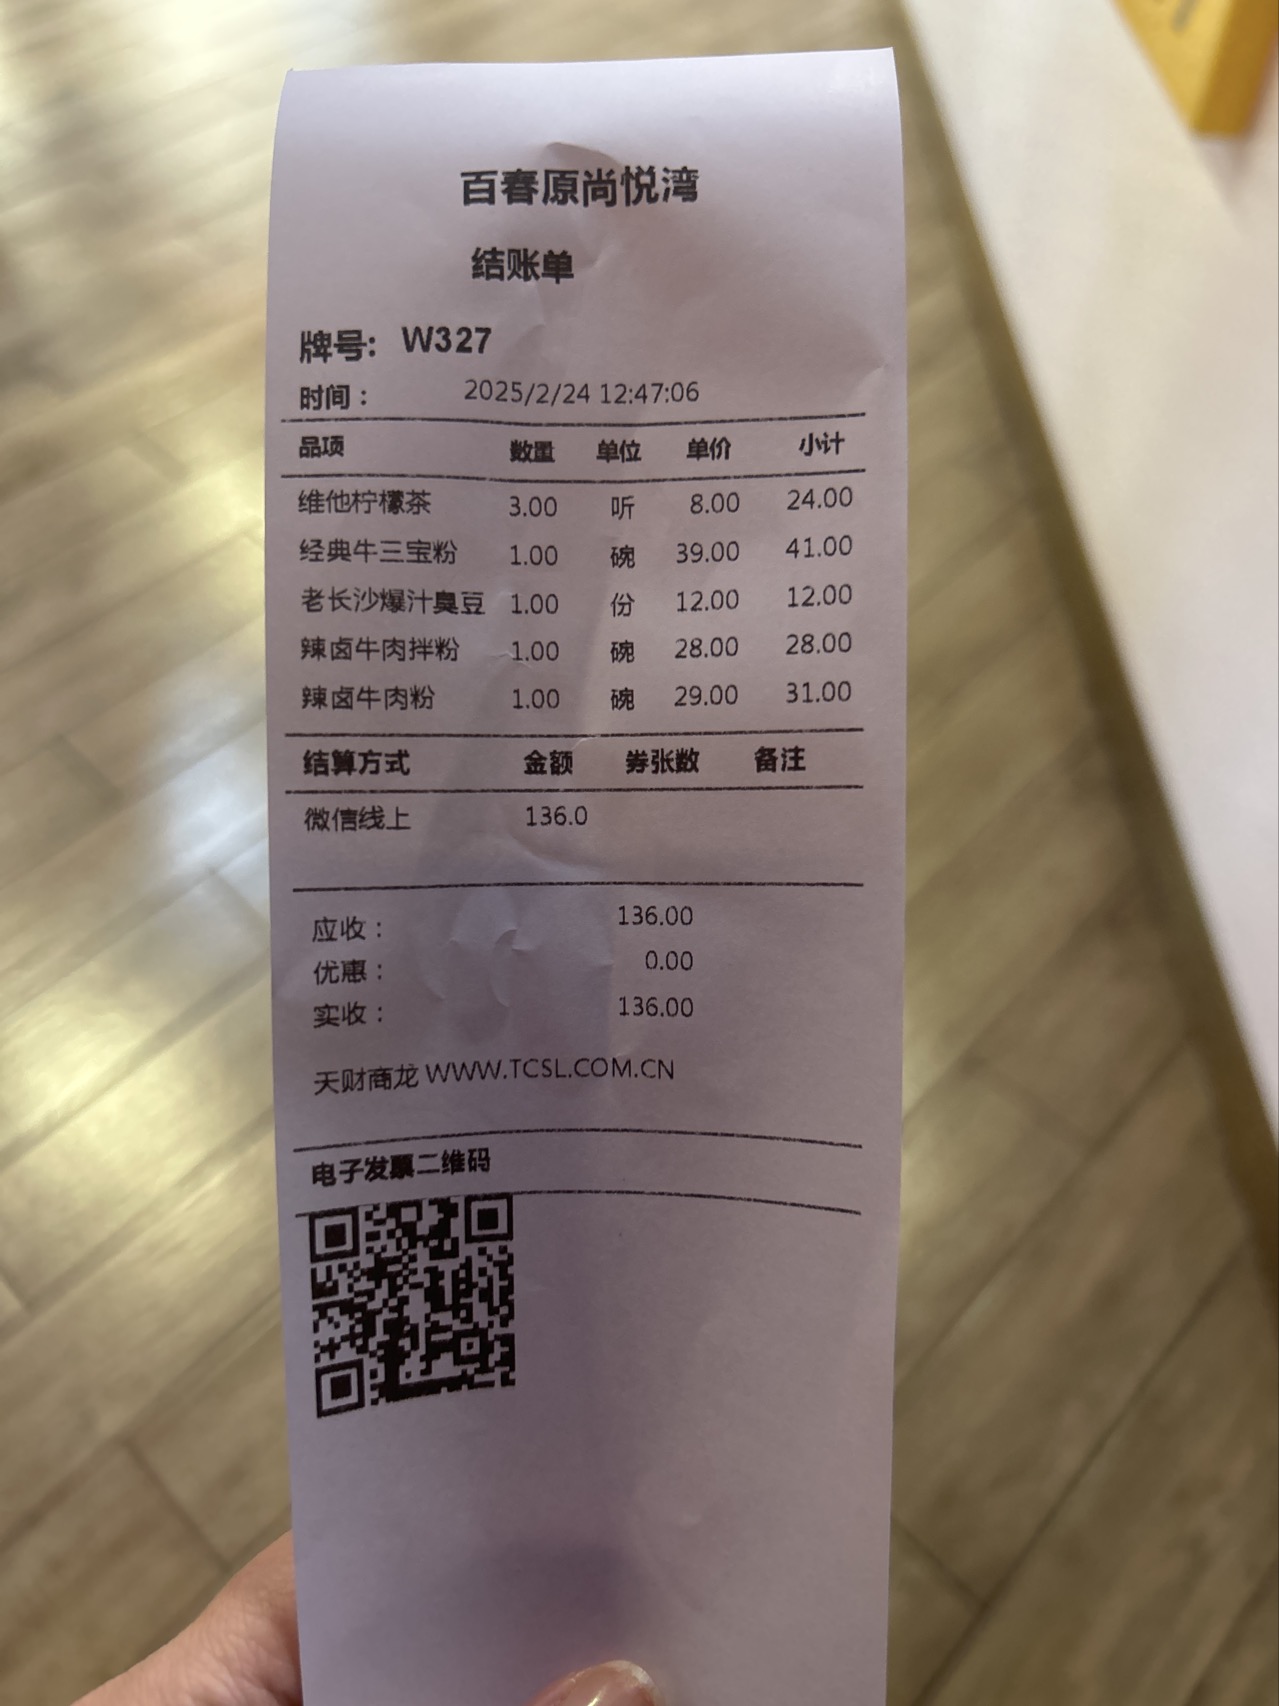 百春原尚悦湾
结账单
牌号: W327
时间： 2025/2/24 12:47:06
品项 数量 单位 单价 小计
维他柠檬茶 3.00 听 8.00 24.00
经典牛三宝粉 1.00 碗 39.00 41.00
老长沙爆汁臭豆 1.00 份 12.00 12.00
辣卤牛肉拌粉 1.00 碗 28.00 28.00
辣卤牛肉粉 1.00 碗 29.00 31.00
结算方式 金额 券张数 备注
微信线上 136.0
应收： 136.00
优惠： 0.00
实收： 136.00
天财商龙 WWW.TCSL.COM.CN
电子发票二维码